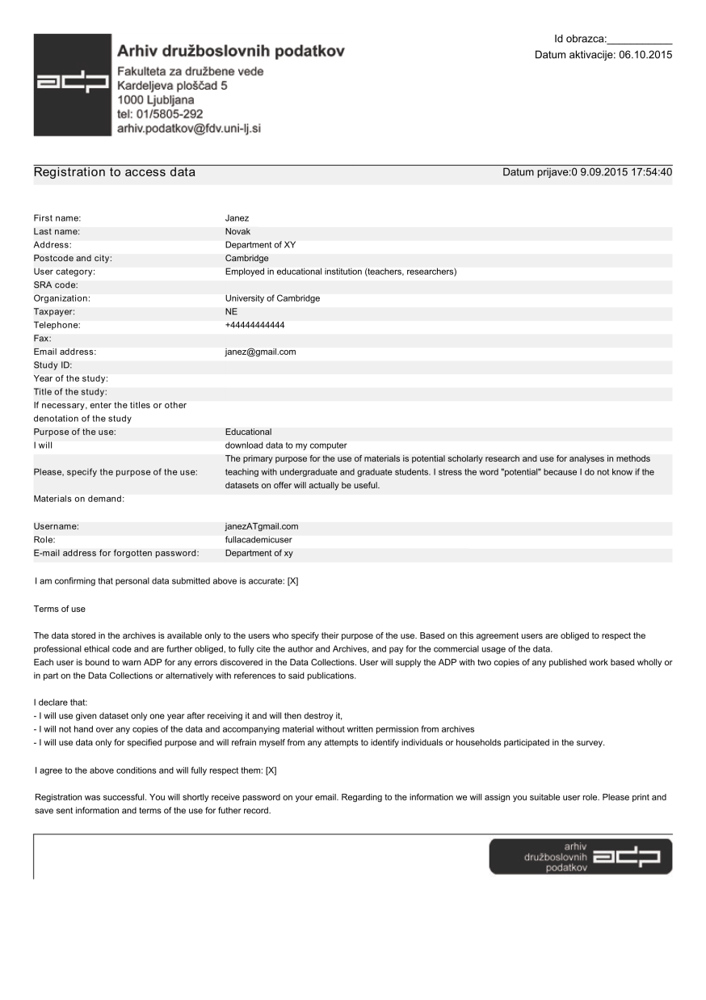 adp
Arhiv družboslovnih podatkov
Fakulteta za družbene vede
Kardeljeva ploščad 5
1000 Ljubljana
tel: 01/5805-292
arhiv.podatkov@fdv.uni-lj.si
Id obrazca:___________
Datum aktivacije: 06.10.2015
Registration to access data Datum prijave:0 9.09.2015 17:54:40
First name: Janez
Last name: Novak
Address: Department of XY
Postcode and city: Cambridge
User category: Employed in educational institution (teachers, researchers)
SRA code:
Organization: University of Cambridge
Taxpayer: NE
Telephone: +44444444444
Fax:
Email address: janez@gmail.com
Study ID:
Year of the study:
Title of the study:
If necessary, enter the titles or other
denotation of the study
Purpose of the use: Educational
I will download data to my computer
Please, specify the purpose of the use: The primary purpose for the use of materials is potential scholarly research and use for analyses in methods
teaching with undergraduate and graduate students. I stress the word "potential" because I do not know if the
datasets on offer will actually be useful.
Materials on demand:
Username: janezATgmail.com
Role: fullacademicuser
E-mail address for forgotten password: Department of xy
I am confirming that personal data submitted above is accurate: [X]
Terms of use
The data stored in the archives is available only to the users who specify their purpose of the use. Based on this agreement users are obliged to respect the
professional ethical code and are further obliged, to fully cite the author and Archives, and pay for the commercial usage of the data.
Each user is bound to warn ADP for any errors discovered in the Data Collections. User will supply the ADP with two copies of any published work based wholly or
in part on the Data Collections or alternatively with references to said publications.
I declare that:
- I will use given dataset only one year after receiving it and will then destroy it,
- I will not hand over any copies of the data and accompanying material without written permission from archives
- I will use data only for specified purpose and will refrain myself from any attempts to identify individuals or households participated in the survey.
I agree to the above conditions and will fully respect them: [X]
Registration was successful. You will shortly receive password on your email. Regarding to the information we will assign you suitable user role. Please print and
save sent information and terms of the use for futher record.
arhiv
družboslovnih
podatkov
adp